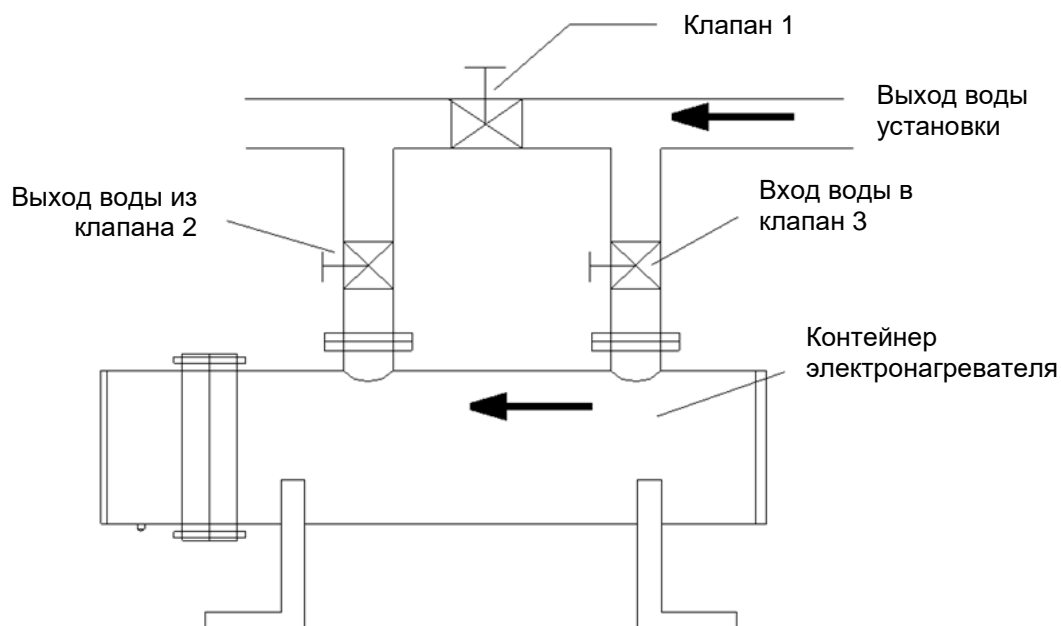 Клапан 1
Выход воды
установки
Выход воды из
клапана 2
Вход воды в
клапан 3
Контейнер
электронагревателя